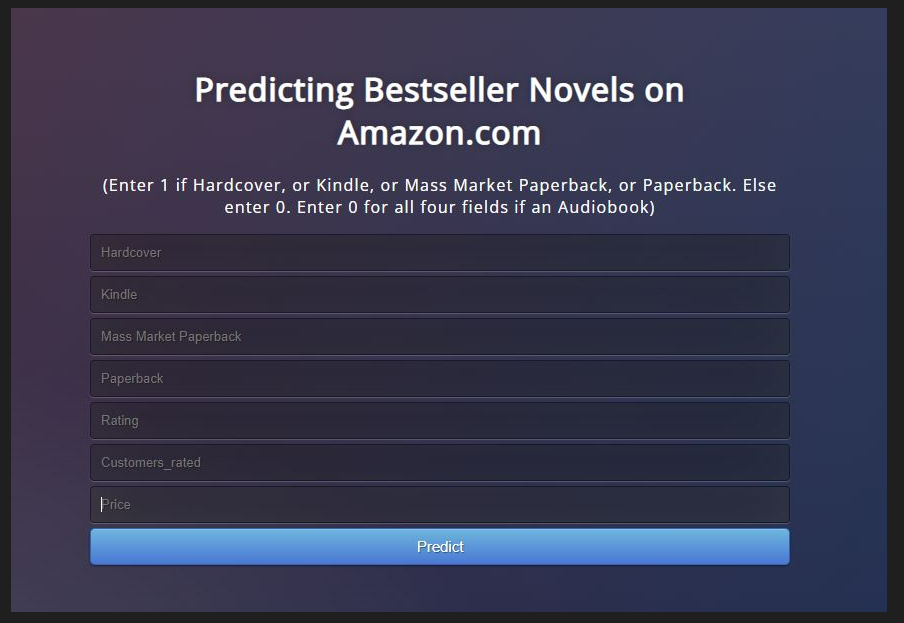 Predicting Bestseller Novels on
Amazon.com
(Enter 1 if Hardcover, or Kindle, or Mass Market Paperback, or Paperback. Else
enter 0. Enter 0 for all four fields if an Audiobook)
Hardcover
Kindle
Mass Market Paperback
Paperback
Rating
Customers_rated
Price
Predict